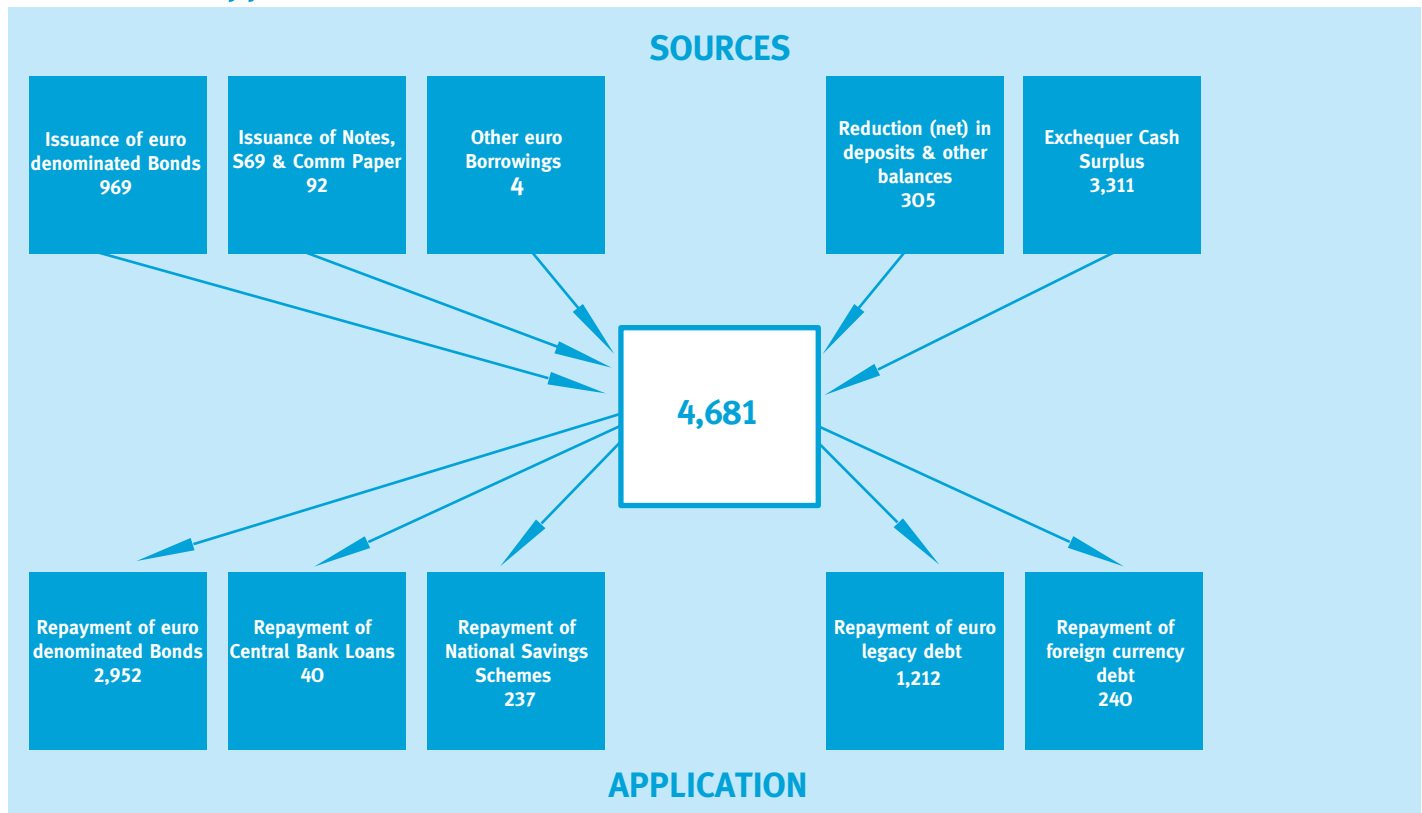 SOURCES
Issuance of euro
denominated Bonds
969
Issuance of Notes,
S69 & Comm Paper
92
Other euro
Borrowings
4
Reduction (net) in
deposits & other
balances
305
Exchequer Cash
Surplus
3,311
4,681
Repayment of euro
denominated Bonds
2,952
Repayment of
Central Bank Loans
40
Repayment of
National Savings
Schemes
237
Repayment of euro
legacy debt
1,212
Repayment of
foreign currency
debt
240
APPLICATION